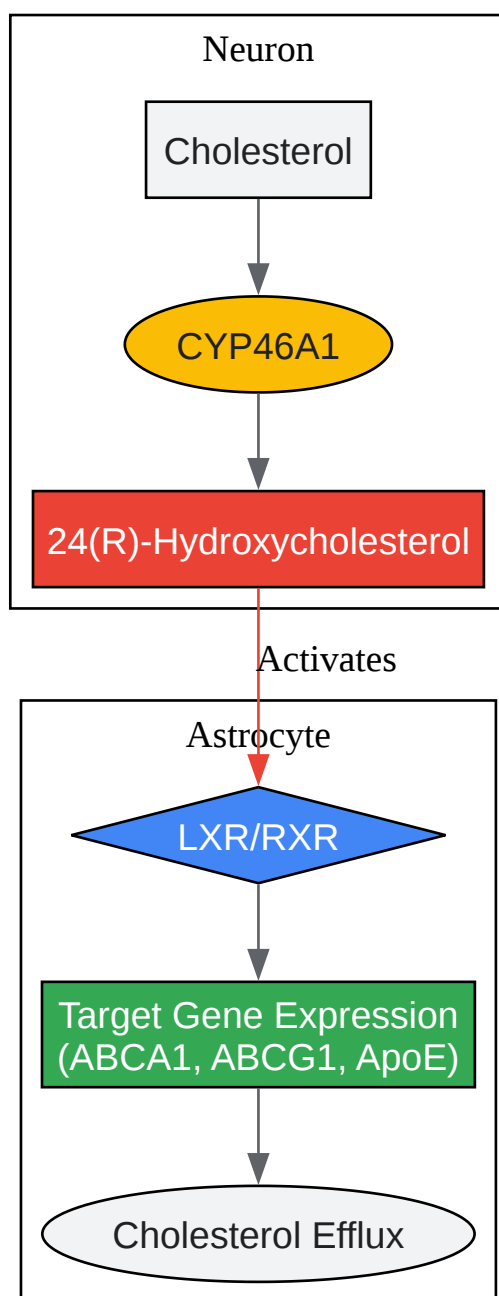 Neuron
Cholesterol
CYP46A1
24(R)-Hydroxycholesterol
Activates
Astrocyte
LXR/RXR
Target Gene Expression
(ABCA1, ABCG1, ApoE)
Cholesterol Efflux